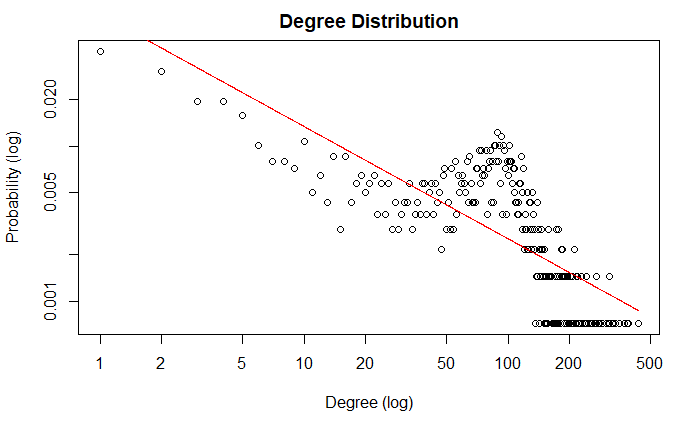 Degree Distribution
Probability (log)
0.020
0.005
0.001
1 2 5 10 20 50 100 200 500
Degree (log)